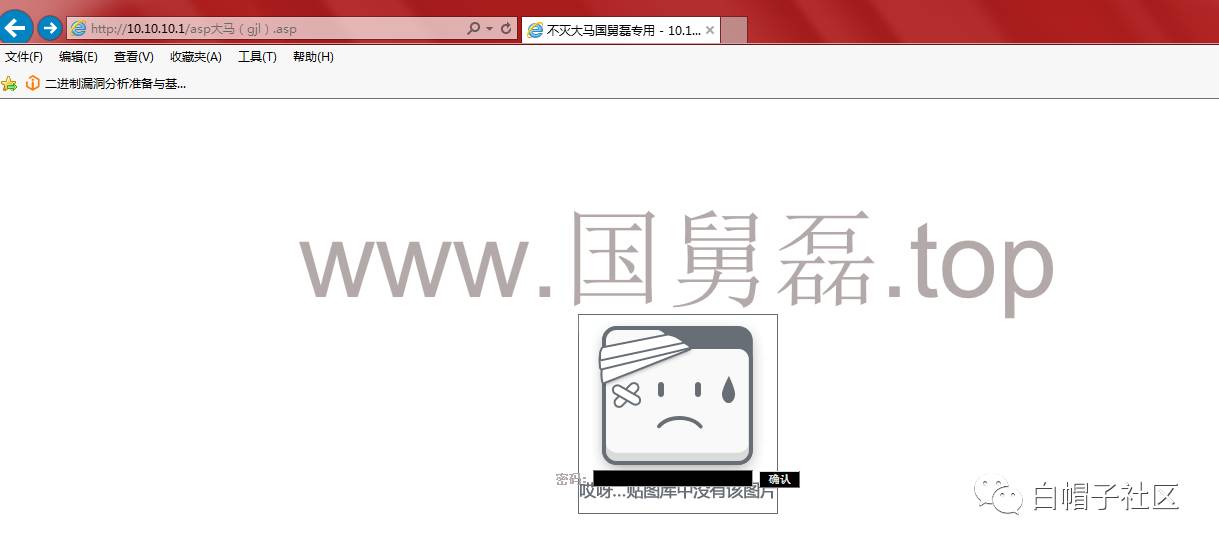 http://10.10.10.1/asp大马（gjl）.asp
不灭大马国舅磊专用 - 10.1...
文件(F) 编辑(E) 查看(V) 收藏夹(A) 工具(T) 帮助(H)
二进制漏洞分析准备与基...
www.国舅磊.top
密码: 确认
哎呀...贴图库中没有该图片
白帽子社区